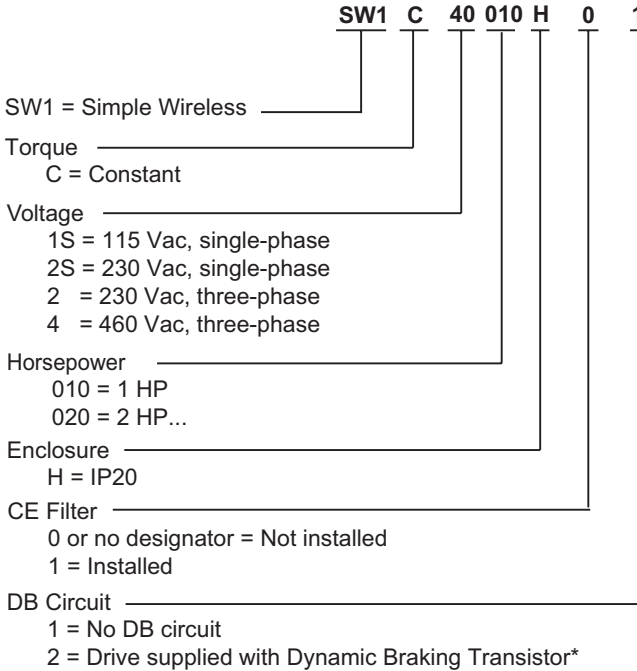 SW1 C 40 010 H 0 1
SW1 = Simple Wireless
Torque
C = Constant
Voltage
1S = 115 Vac, single-phase
2S = 230 Vac, single-phase
2 = 230 Vac, three-phase
4 = 460 Vac, three-phase
Horsepower
010 = 1 HP
020 = 2 HP...
Enclosure
H = IP20
CE Filter
0 or no designator = Not installed
1 = Installed
DB Circuit
1 = No DB circuit
2 = Drive supplied with Dynamic Braking Transistor*